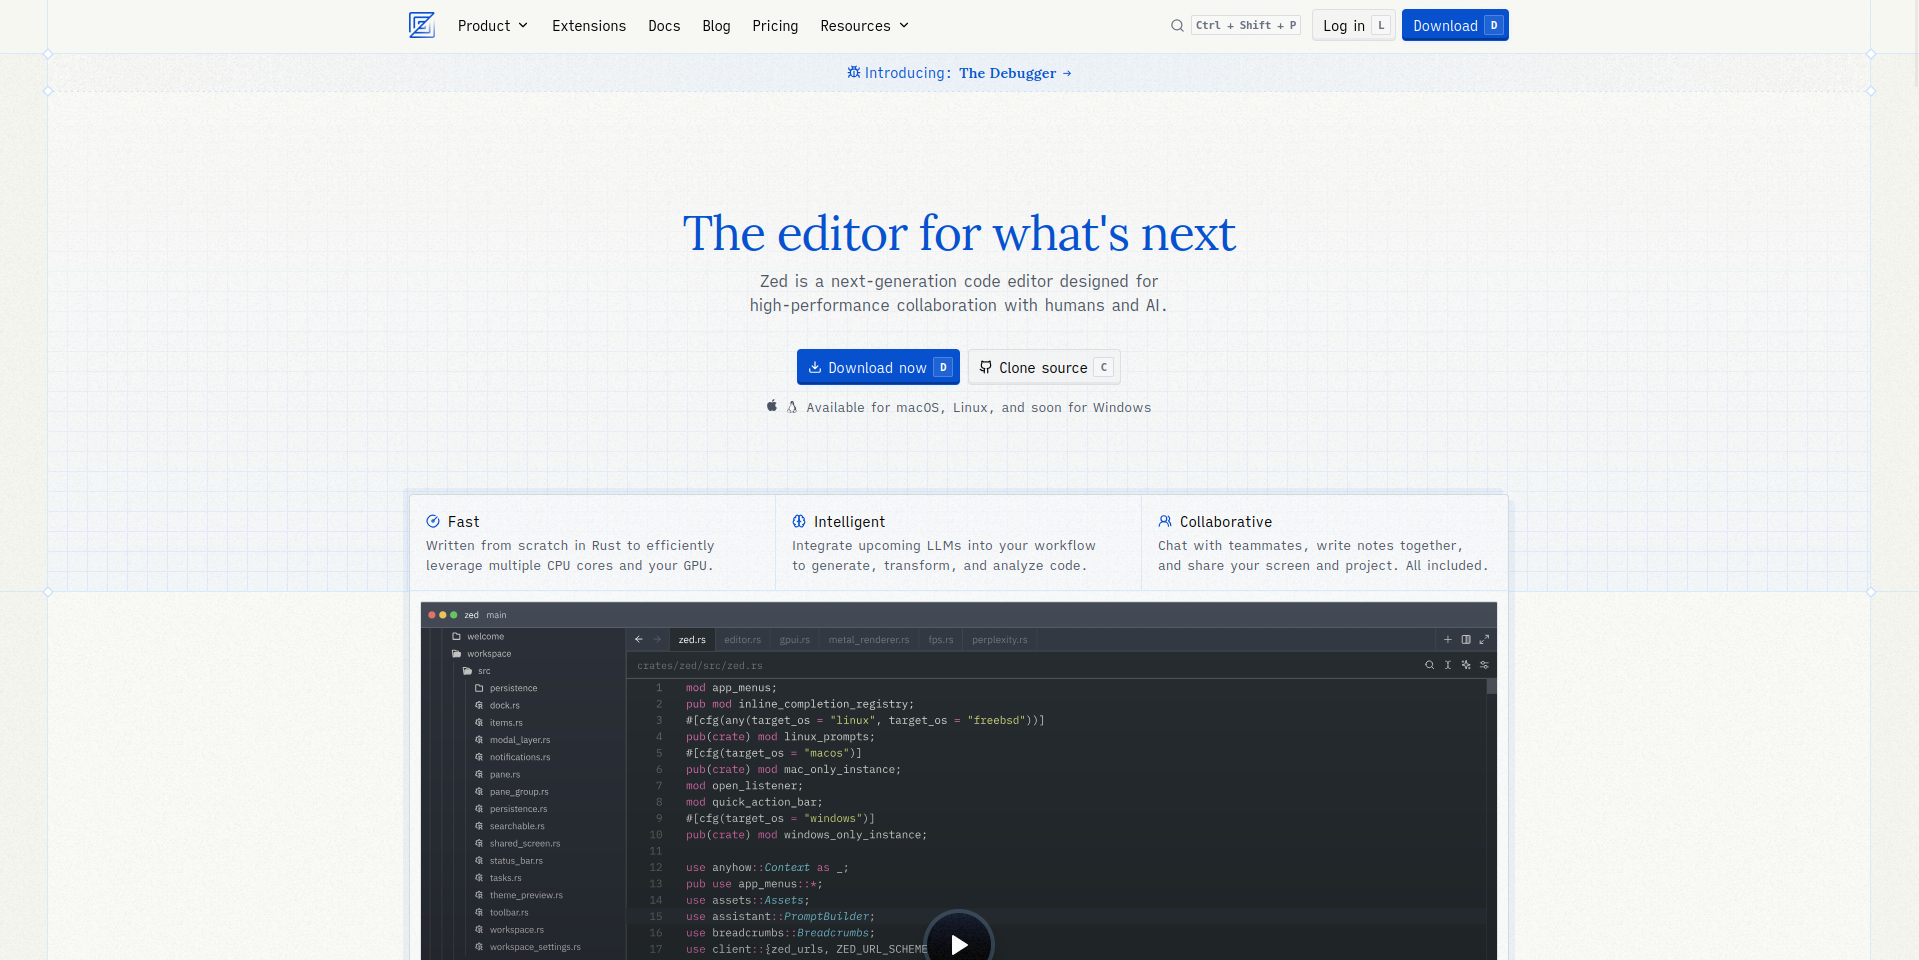 Product Extensions Docs Blog Pricing Resources Ctrl + Shift + P Log in L Download D
Introducing: The Debugger →
The editor for what's next
Zed is a next-generation code editor designed for
high-performance collaboration with humans and AI.
Download now D Clone source C
Available for macOS, Linux, and soon for Windows
Fast
Written from scratch in Rust to efficiently
leverage multiple CPU cores and your GPU.
Intelligent
Integrate upcoming LLMs into your workflow
to generate, transform, and analyze code.
Collaborative
Chat with teammates, write notes together,
and share your screen and project. All included.
zed main
welcome
workspace
src
persistence
dock.rs
items.rs
modal_layer.rs
notifications.rs
pane.rs
pane_group.rs
persistence.rs
searchable.rs
shared_screen.rs
status_bar.rs
tasks.rs
theme_preview.rs
toolbar.rs
workspace.rs
workspace_settings.rs
zed.rs editor.rs gpui.rs metal_renderer.rs fps.rs perplexity.rs
crates/zed/src/zed.rs
1 mod app_menus;
2 pub mod inline_completion_registry;
3 #[cfg(any(target_os = "linux", target_os = "freebsd"))]
4 pub(crate) mod linux_prompts;
5 #[cfg(target_os = "macos")]
6 pub(crate) mod mac_only_instance;
7 mod open_listener;
8 mod quick_action_bar;
9 #[cfg(target_os = "windows")]
10 pub(crate) mod windows_only_instance;
11
12 use anyhow::Context as _;
13 pub use app_menus::*;
14 use assets::Assets;
15 use assistant::PromptBuilder;
16 use breadcrumbs::Breadcrumbs;
17 use client::{zed_urls, ZED_URL_SCHEME